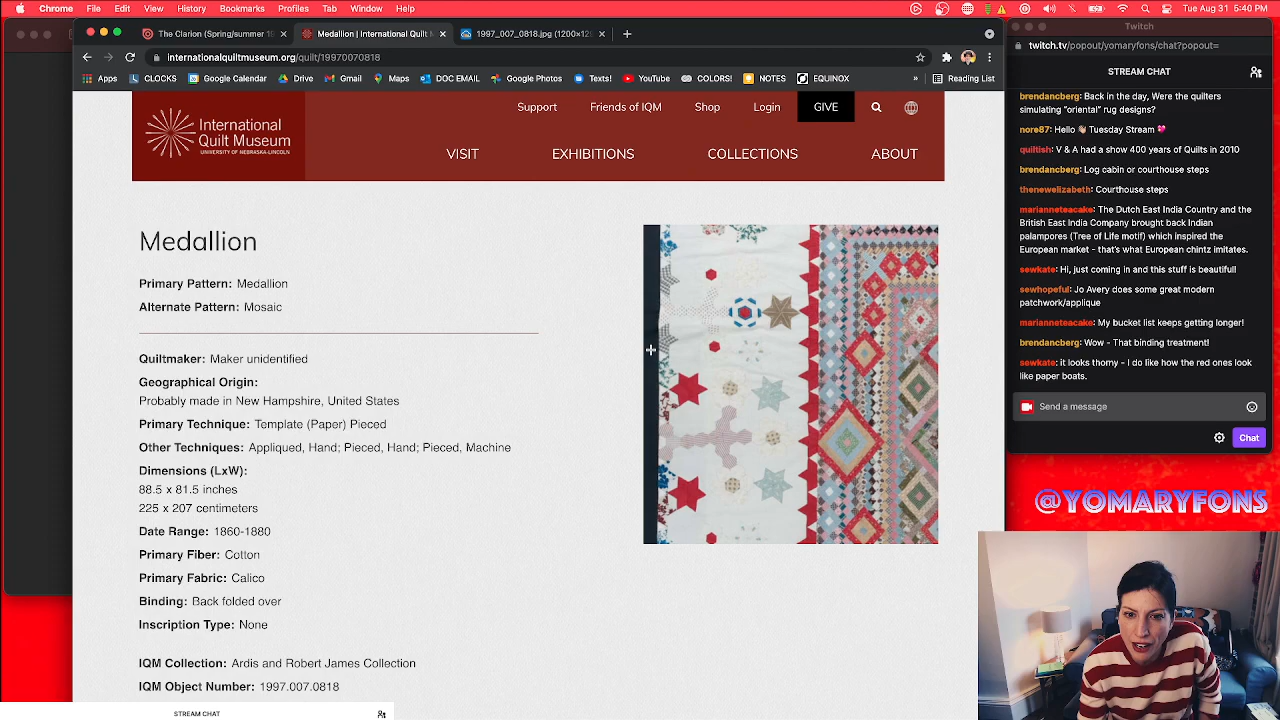 Chrome File Edit View History Bookmarks Profiles Tab Window Help
Tue Aug 31 5:40 PM
The Clarion (Spring/summer 19
Medallion | International Quilt M
1997_007_0818.jpg (1200×128
internationalquiltmuseum.org/quilt/19970070818
Apps CLOCKS Google Calendar Drive Gmail Maps DOC EMAIL Google Photos Texts! YouTube COLORS! NOTES EQUINOX » Reading List
International
Quilt Museum
UNIVERSITY OF NEBRASKA-LINCOLN
Support Friends of IQM Shop Login GIVE
VISIT EXHIBITIONS COLLECTIONS ABOUT
Medallion
Primary Pattern: Medallion
Alternate Pattern: Mosaic
Quiltmaker: Maker unidentified
Geographical Origin:
Probably made in New Hampshire, United States
Primary Technique: Template (Paper) Pieced
Other Techniques: Appliqued, Hand; Pieced, Hand; Pieced, Machine
Dimensions (LxW):
88.5 x 81.5 inches
225 x 207 centimeters
Date Range: 1860-1880
Primary Fiber: Cotton
Primary Fabric: Calico
Binding: Back folded over
Inscription Type: None
IQM Collection: Ardis and Robert James Collection
IQM Object Number: 1997.007.0818
STREAM CHAT
Twitch
twitch.tv/popout/yomaryfons/chat?popout=
STREAM CHAT
brendancberg: Back in the day, Were the quilters
simulating "oriental" rug designs?
nore87: Hello 👋🏼 Tuesday Stream 💖
quiltish: V & A had a show 400 years of Quilts in 2010
brendancberg: Log cabin or courthouse steps
thenewelizabeth: Courthouse steps
marianneteacake: The Dutch East India Country and the
British East India Company brought back Indian
palampores (Tree of Life motif) which inspired the
European market - that's what European chintz imitates.
sewkate: Hi, just coming in and this stuff is beautiful!
sewhopeful: Jo Avery does some great modern
patchwork/applique
marianneteacake: My bucket list keeps getting longer!
brendancberg: Wow - That binding treatment!
sewkate: it looks thorny - I do like how the red ones look
like paper boats.
Send a message
Chat
@YOMARYFONS